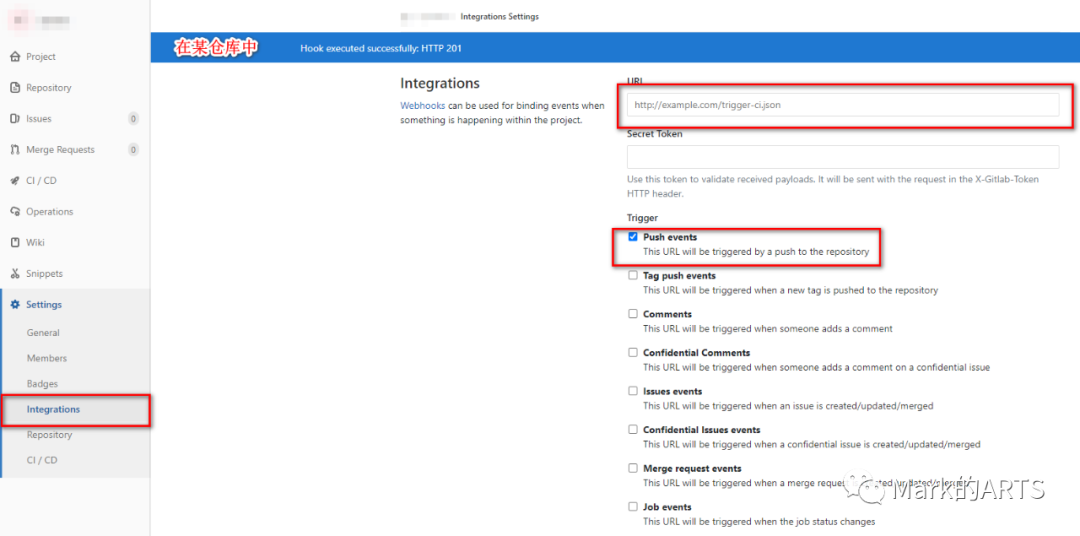 Integrations Settings
在某仓库中
Hook executed successfully: HTTP 201
Project
Repository
Issues 0
Merge Requests 0
CI / CD
Operations
Wiki
Snippets
Settings
General
Members
Badges
Integrations
Repository
CI / CD
Integrations
Webhooks can be used for binding events when
something is happening within the project.
URL
http://example.com/trigger-ci.json
Secret Token
Use this token to validate received payloads. It will be sent with the request in the X-Gitlab-Token
HTTP header.
Trigger
Push events
This URL will be triggered by a push to the repository
Tag push events
This URL will be triggered when a new tag is pushed to the repository
Comments
This URL will be triggered when someone adds a comment
Confidential Comments
This URL will be triggered when someone adds a comment on a confidential issue
Issues events
This URL will be triggered when an issue is created/updated/merged
Confidential Issues events
This URL will be triggered when a confidential issue is created/updated/merged
Merge request events
This URL will be triggered when a merge
Mark的ARTS
Job events
This URL will be triggered when the job status changes